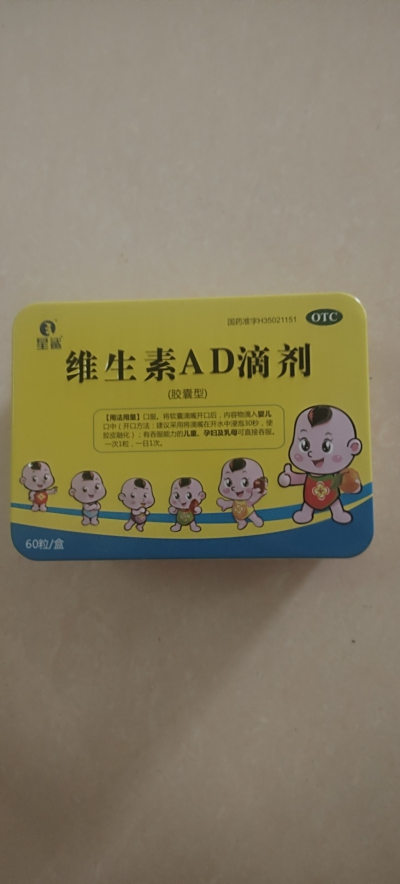 国药准字H35021151
OTC
星鲨
维生素AD滴剂
(胶囊型)
【用法用量】口服。将软囊滴嘴开口后，内容物滴入婴儿
口中（开口方法：建议采用将滴嘴在开水中浸泡30秒，使
胶皮融化）；有吞服能力的儿童、孕妇及乳母可直接吞服。
一次1粒，一日1次。
60粒/盒